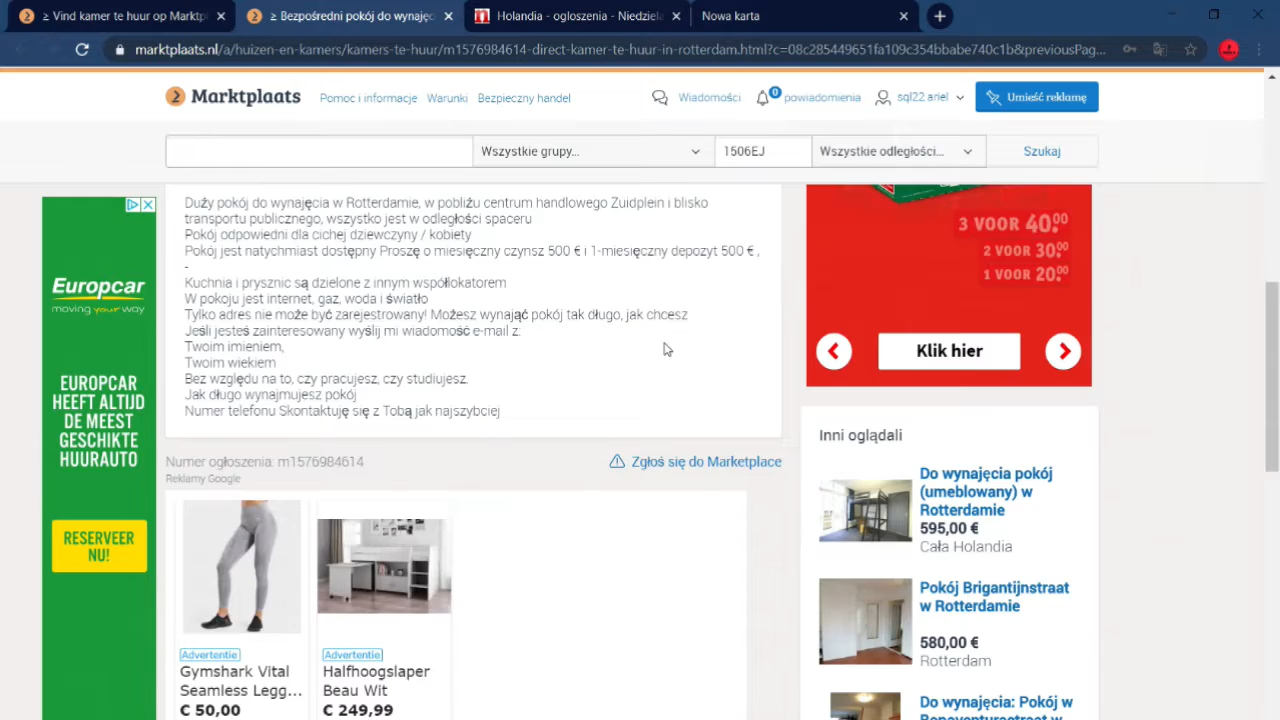 ≥ Vind kamer te huur op Marktpl
≥ Bezpośredni pokój do wynajęc
Holandia - ogloszenia - Niedziela
Nowa karta
marktplaats.nl/a/huizen-en-kamers/kamers-te-huur/m1576984614-direct-kamer-te-huur-in-rotterdam.html?c=08c285449651fa109c354bbabe740c1b&previousPag...
Marktplaats
Pomoc i informacje
Warunki
Bezpieczny handel
Wiadomości
0
powiadomienia
sql22 ariel
Umieść reklamę
Wszystkie grupy...
1506EJ
Wszystkie odległości...
Szukaj
Duży pokój do wynajęcia w Rotterdamie, w pobliżu centrum handlowego Zuidplein i blisko
transportu publicznego, wszystko jest w odległości spaceru
Pokój odpowiedni dla cichej dziewczyny / kobiety
Pokój jest natychmiast dostępny Proszę o miesięczny czynsz 500 € i 1-miesięczny depozyt 500 € ,
-
Kuchnia i prysznic są dzielone z innym współlokatorem
W pokoju jest internet, gaz, woda i światło
Tylko adres nie może być zarejestrowany! Możesz wynająć pokój tak długo, jak chcesz
Jeśli jesteś zainteresowany wyślij mi wiadomość e-mail z:
Twoim imieniem,
Twoim wiekiem
Bez względu na to, czy pracujesz, czy studiujesz.
Jak długo wynajmujesz pokój
Numer telefonu Skontaktuję się z Tobą jak najszybciej
Numer ogłoszenia: m1576984614
Zgłoś się do Marketplace
Reklamy Google
Advertentie
Gymshark Vital
Seamless Legg...
€ 50,00
Advertentie
Halfhoogslaper
Beau Wit
€ 249,99
Europcar
moving your way
EUROPCAR
HEEFT ALTIJD
DE MEEST
GESCHIKTE
HUURAUTO
RESERVEER
NU!
3 VOOR 40.00
2 VOOR 30.00
1 VOOR 20.00
Klik hier
Inni oglądali
Do wynajęcia pokój
(umeblowany) w
Rotterdamie
595,00 €
Cała Holandia
Pokój Brigantijnstraat
w Rotterdamie
580,00 €
Rotterdam
Do wynajęcia: Pokój w
Bonaventurastraat w